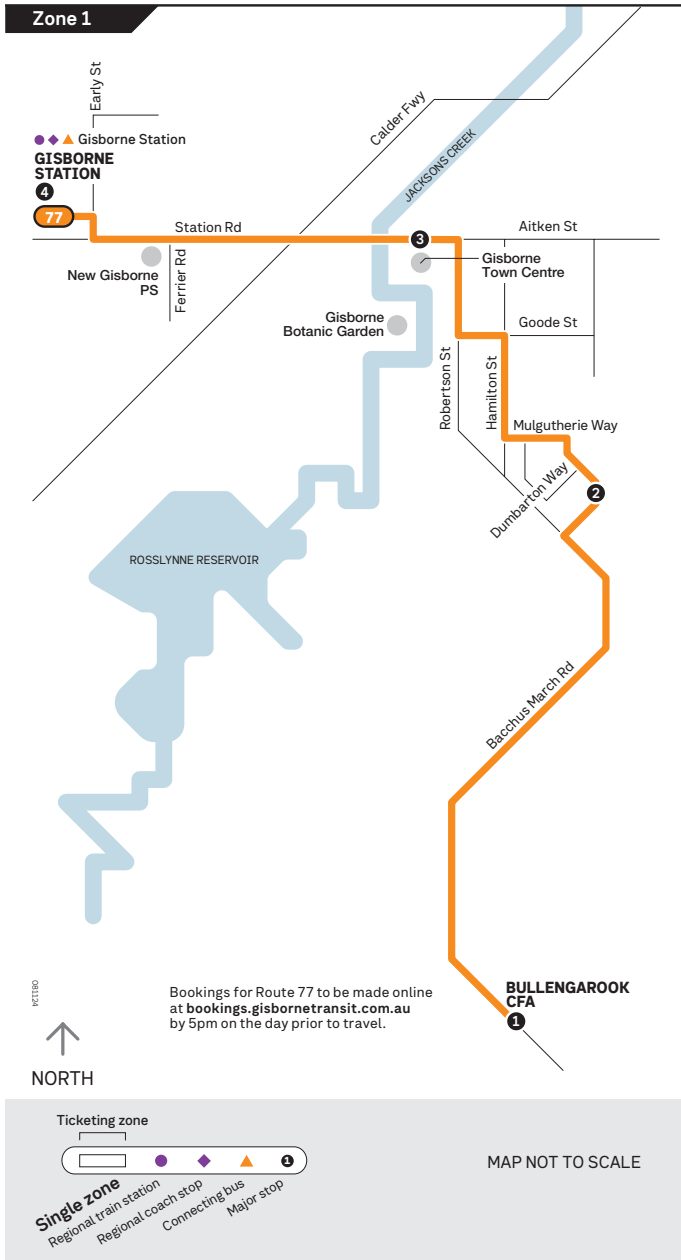 Zone 1
Early St
Calder Fwy
Gisborne Station
GISBORNE
STATION
4
77
JACKSONS CREEK
Station Rd
3
Aitken St
New Gisborne
PS
Ferrier Rd
Gisborne
Town Centre
Gisborne
Botanic Garden
Goode St
Robertson St
Hamilton St
Mulgutherie Way
Dumbarton Way
2
ROSSLYNNE RESERVOIR
Bacchus March Rd
081124
Bookings for Route 77 to be made online
at bookings.gisbornetransit.com.au
by 5pm on the day prior to travel.
BULLENGAROOK
CFA
1
NORTH
Ticketing zone
1
Single zone
Regional train station
Regional coach stop
Connecting bus
Major stop
MAP NOT TO SCALE